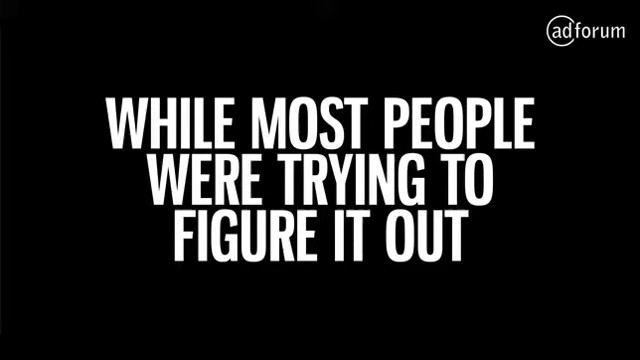 adforum
WHILE MOST PEOPLE
WERE TRYING TO
FIGURE IT OUT